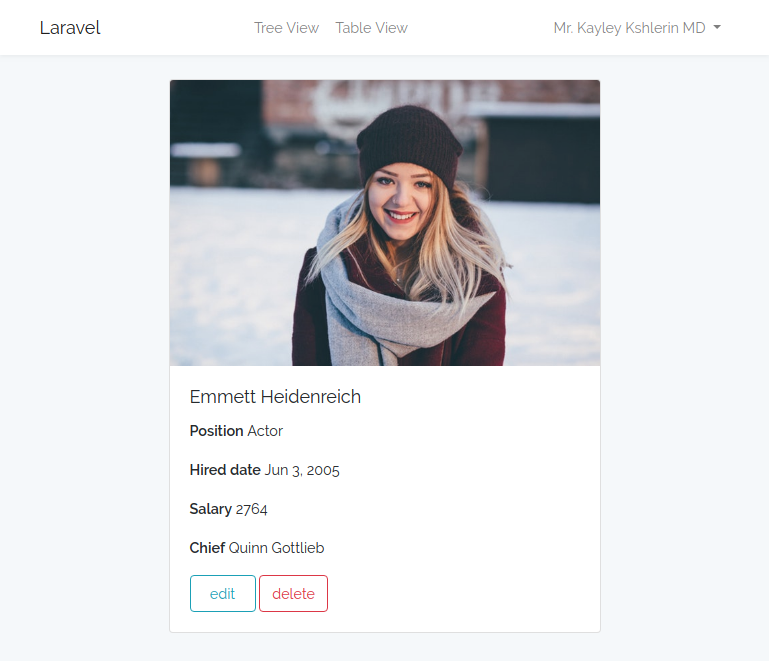 Laravel
Tree View
Table View
Mr. Kayley Kshlerin MD
Emmett Heidenreich
Position Actor
Hired date Jun 3, 2005
Salary 2764
Chief Quinn Gottlieb
edit
delete